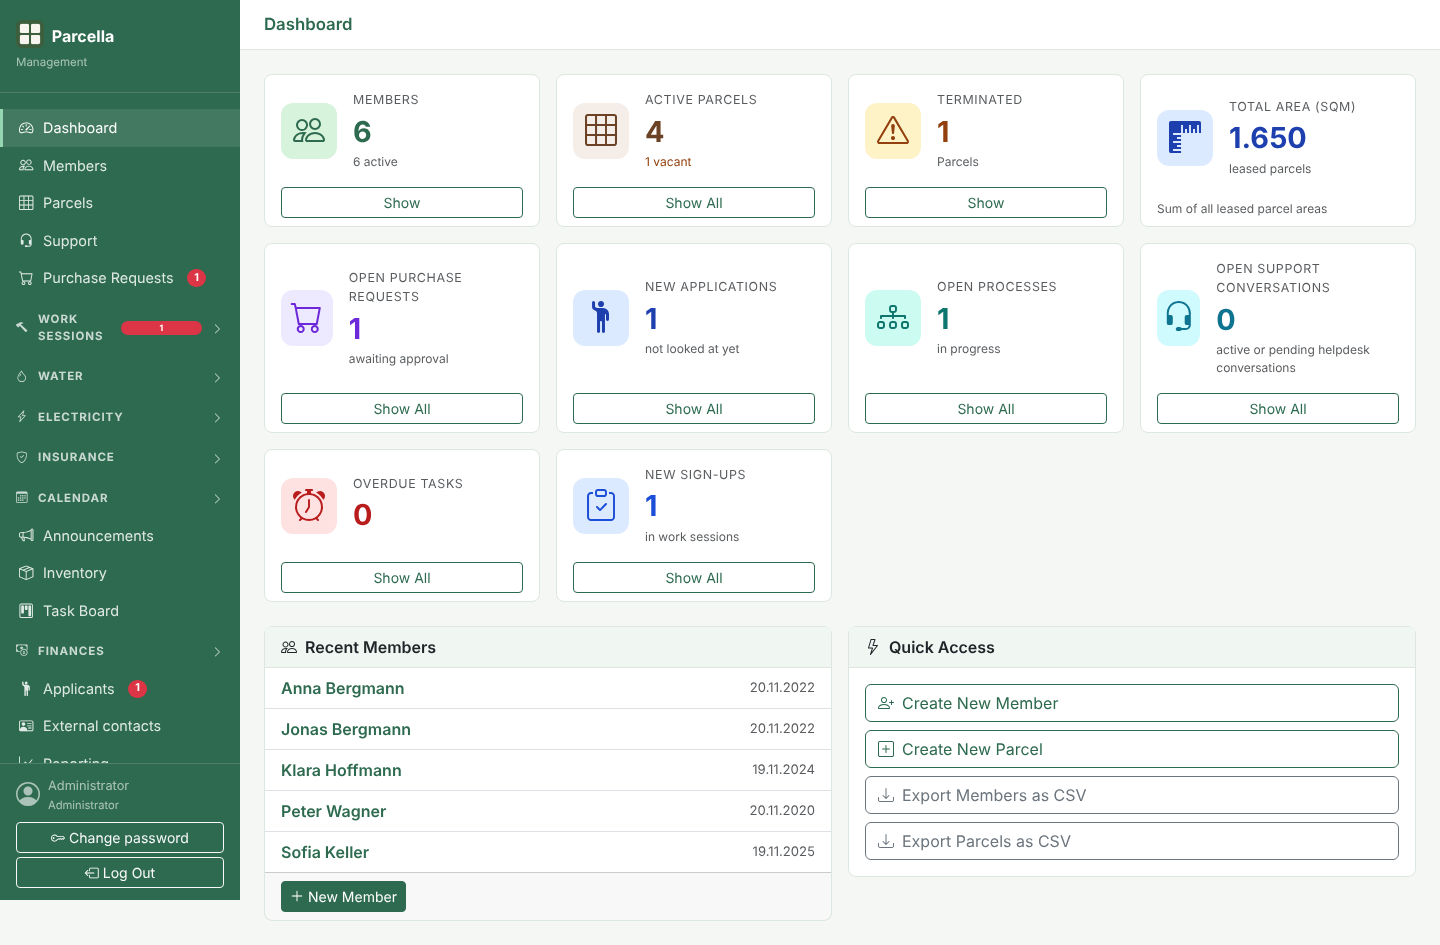 Parcella
Management
Dashboard
Members
Parcels
Support
Purchase Requests 1
WORK
SESSIONS 1
WATER
ELECTRICITY
INSURANCE
CALENDAR
Announcements
Inventory
Task Board
FINANCES
Applicants 1
External contacts
Reporting
Administrator
Administrator
Change password
Log Out
Dashboard
MEMBERS
6
6 active
Show
ACTIVE PARCELS
4
1 vacant
Show All
TERMINATED
1
Parcels
Show
TOTAL AREA (SQM)
1.650
leased parcels
Sum of all leased parcel areas
OPEN PURCHASE
REQUESTS
1
awaiting approval
Show All
NEW APPLICATIONS
1
not looked at yet
Show All
OPEN PROCESSES
1
in progress
Show All
OPEN SUPPORT
CONVERSATIONS
0
active or pending helpdesk
conversations
Show All
OVERDUE TASKS
0
Show All
NEW SIGN-UPS
1
in work sessions
Show All
Recent Members
Anna Bergmann 20.11.2022
Jonas Bergmann 20.11.2022
Klara Hoffmann 19.11.2024
Peter Wagner 20.11.2020
Sofia Keller 19.11.2025
New Member
Quick Access
Create New Member
Create New Parcel
Export Members as CSV
Export Parcels as CSV